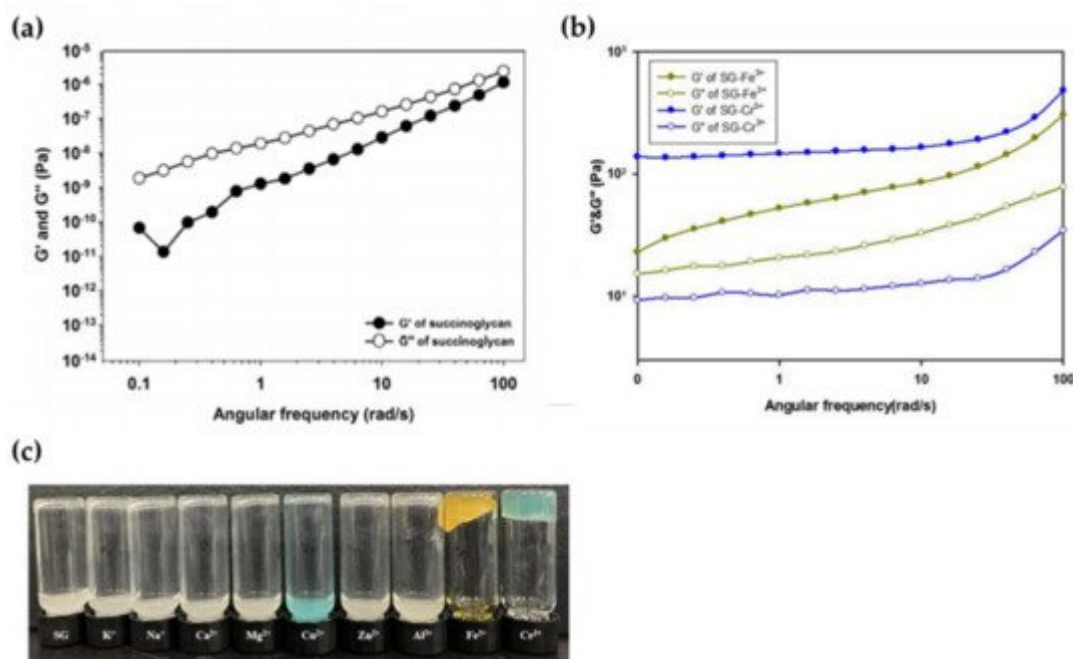 (a)
10⁻⁵
10⁻⁶
10⁻⁷
10⁻⁸
10⁻⁹
10⁻¹⁰
10⁻¹¹
10⁻¹²
10⁻¹³
10⁻¹⁴
G' and G'' (Pa)
G' of succinoglycan
G'' of succinoglycan
0.1 1 10 100
Angular frequency (rad/s)
(b)
10³
10²
10¹
G'&G'' (Pa)
G' of SG-Fe³⁺
G'' of SG-Fe³⁺
G' of SG-Cr³⁺
G'' of SG-Cr³⁺
0 1 10 100
Angular frequency(rad/s)
(c)
SG K⁺ Na⁺ Ca²⁺ Mg²⁺ Cu²⁺ Zn²⁺ Al³⁺ Fe³⁺ Cr³⁺